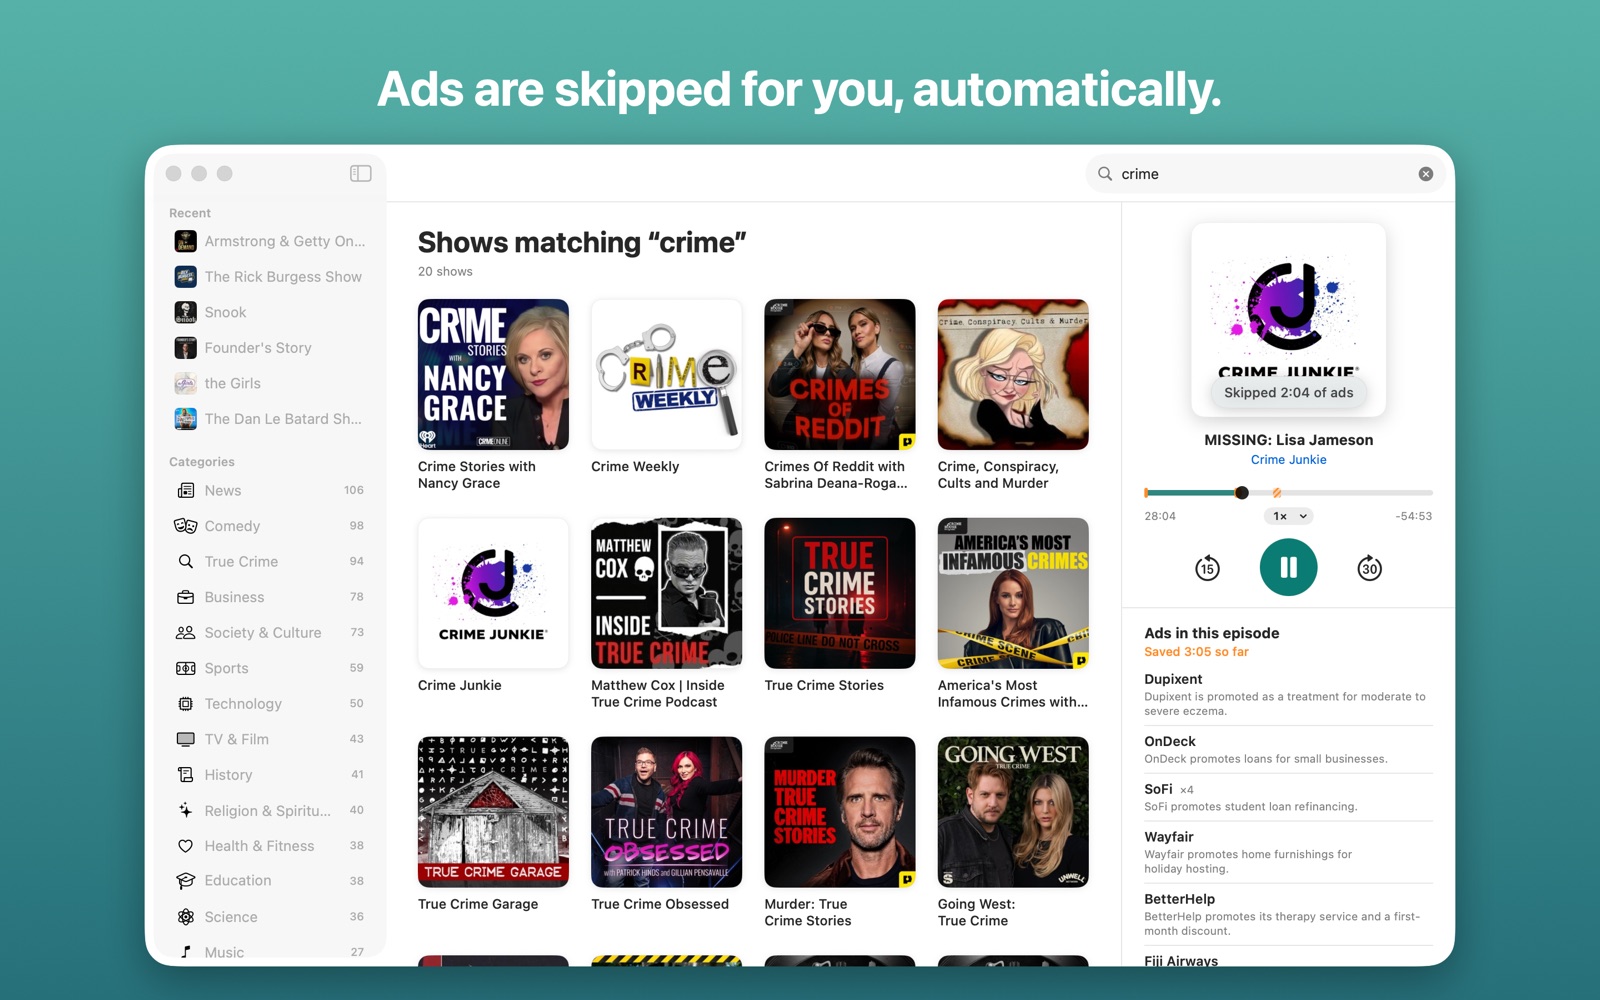 Ads are skipped for you, automatically.
crime
Recent
Armstrong & Getty On...
The Rick Burgess Show
Snook
Founder's Story
the Girls
The Dan Le Batard Sh...
Categories
News 106
Comedy 98
True Crime 94
Business 78
Society & Culture 73
Sports 59
Technology 50
TV & Film 43
History 41
Religion & Spiritu... 40
Health & Fitness 38
Education 38
Science 36
Music 27
Shows matching “crime”
20 shows
CRIME
STORIES
WITH
NANCY
GRACE
iHeart
CRIMEONLINE
Crime Stories with
Nancy Grace
CRIMe
WEEKLY
Crime Weekly
CRIMES
OF
REDDIT
Crimes Of Reddit with
Sabrina Deana-Roga...
Crime, Conspiracy, Cults & Murder
Crime, Conspiracy,
Cults and Murder
CRIME JUNKIE
Crime Junkie
MATTHEW
COX
INSIDE
TRUE CRIME
Matthew Cox | Inside
True Crime Podcast
TRUE
CRIME
STORIES
POLICE LINE DO NOT CROSS
True Crime Stories
AMERICA'S MOST
INFAMOUS CRIMES
CRIME SCENE
America's Most
Infamous Crimes with...
TRUE CRIME GARAGE
True Crime Garage
TRUE CRIME
OBSESSED
with PATRICK HINDS and GILLIAN PENSAVALLE
True Crime Obsessed
MURDER
TRUE
CRIME
STORIES
Murder: True
Crime Stories
GOING WEST
TRUE CRIME
UNWELL
Going West:
True Crime
CRIME JUNKIE
Skipped 2:04 of ads
MISSING: Lisa Jameson
Crime Junkie
28:04 1× -54:53
15 30
Ads in this episode
Saved 3:05 so far
Dupixent
Dupixent is promoted as a treatment for moderate to
severe eczema.
OnDeck
OnDeck promotes loans for small businesses.
SoFi ×4
SoFi promotes student loan refinancing.
Wayfair
Wayfair promotes home furnishings for
holiday hosting.
BetterHelp
BetterHelp promotes its therapy service and a first-
month discount.
Fiji Airways